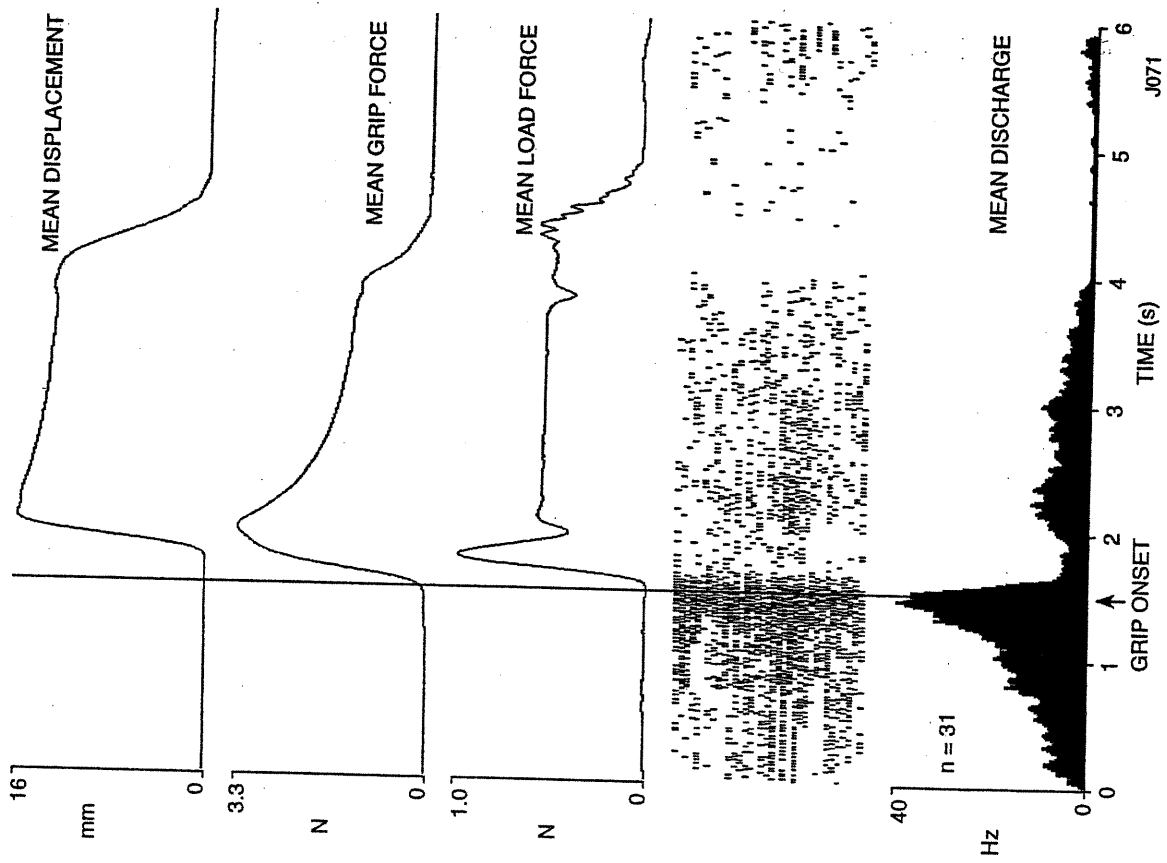 MEAN DISPLACEMENT
16
mm
0
MEAN GRIP FORCE
3.3
N
0
MEAN LOAD FORCE
1.0
N
0
MEAN DISCHARGE
n = 31
40
Hz
0
0 1 2 3 4 5 6
GRIP ONSET
TIME (s)
J071